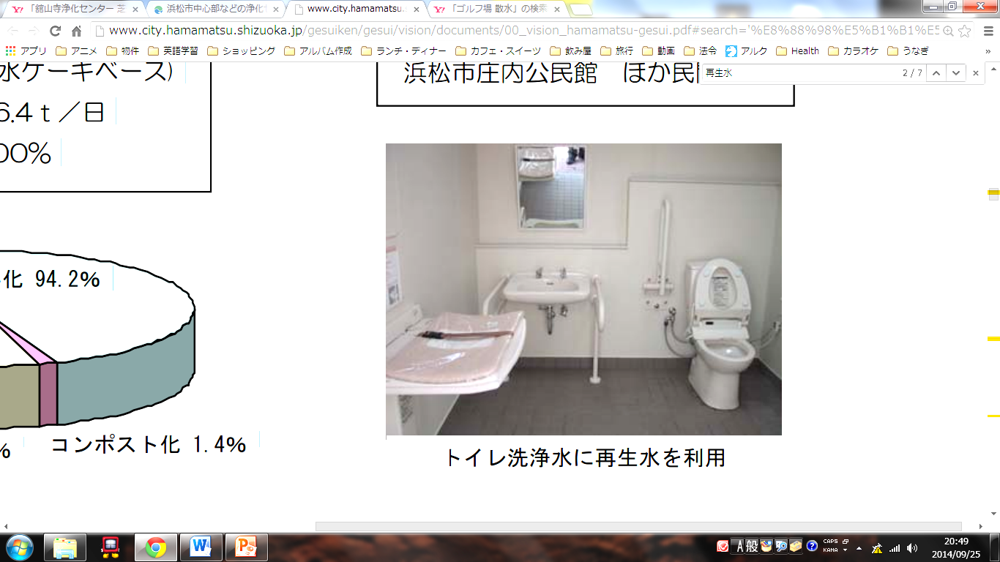 「舘山寺浄化センター 芝
浜松市中心部などの浄化
www.city.hamamatsu.s
「ゴルフ場 散水」の検索
www.city.hamamatsu.shizuoka.jp/gesuiken/gesui/vision/documents/00_vision_hamamatsu-gesui.pdf#search='%E8%88%98%E5%B1%B1%E5
アプリ アニメ 物件 英語学習 ショッピング アルバム作成 ランチ・ディナー カフェ・スイーツ 飲み屋 旅行 動画 法令 アルク Health カラオケ うなぎ »
再生水 2 / 7
水ケーキベース)
6.4ｔ／日
00%
浜松市庄内公民館 ほか民
化 94.2%
%
コンポスト化 1.4%
トイレ洗浄水に再生水を利用
A 般
CAPS
KANA
20:49
2014/09/25